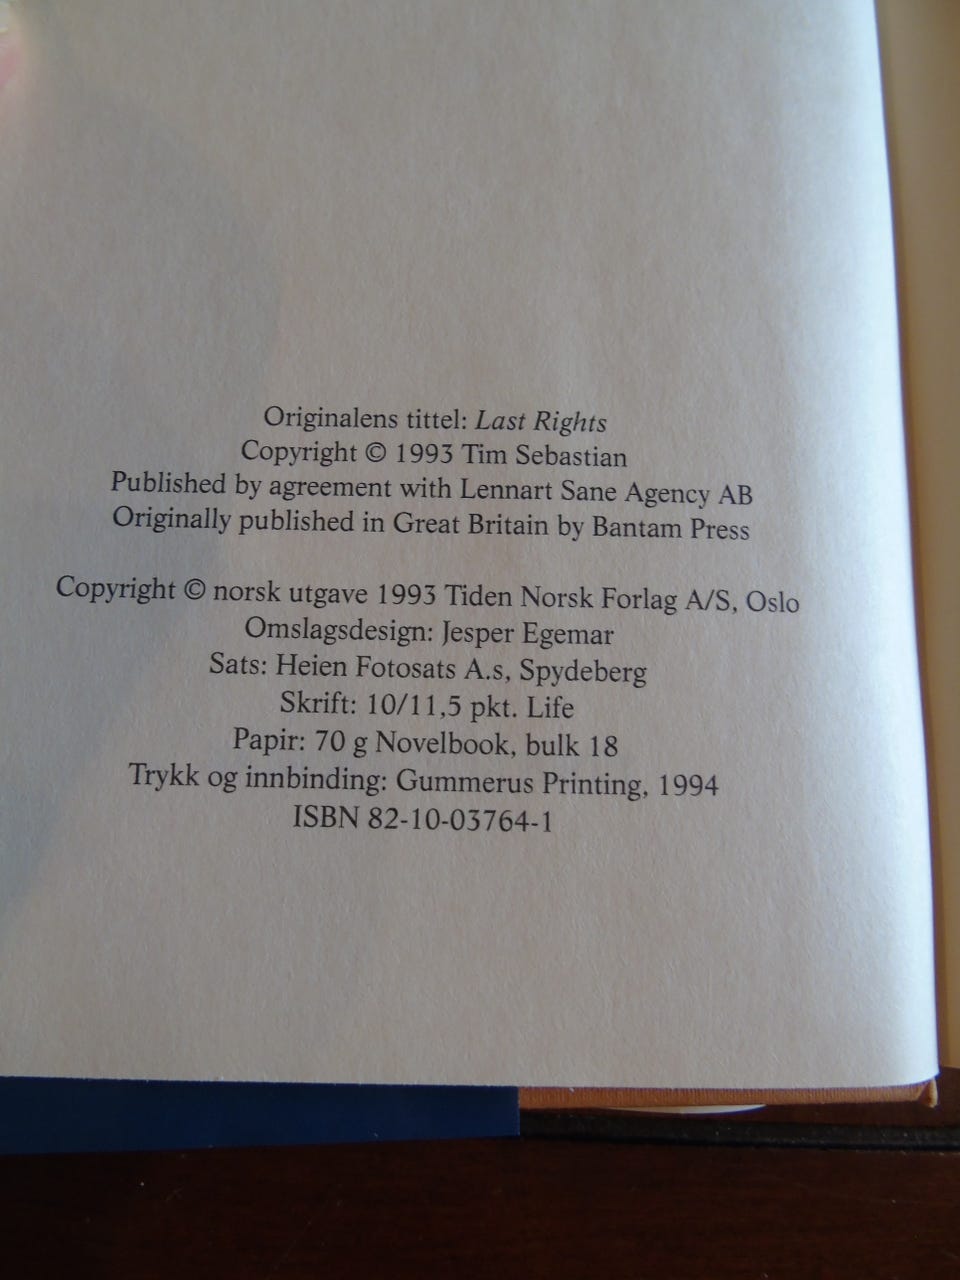 Originalens tittel: Last Rights
Copyright © 1993 Tim Sebastian
Published by agreement with Lennart Sane Agency AB
Originally published in Great Britain by Bantam Press
Copyright © norsk utgave 1993 Tiden Norsk Forlag A/S, Oslo
Omslagsdesign: Jesper Egemar
Sats: Heien Fotosats A.s, Spydeberg
Skrift: 10/11,5 pkt. Life
Papir: 70 g Novelbook, bulk 18
Trykk og innbinding: Gummerus Printing, 1994
ISBN 82-10-03764-1